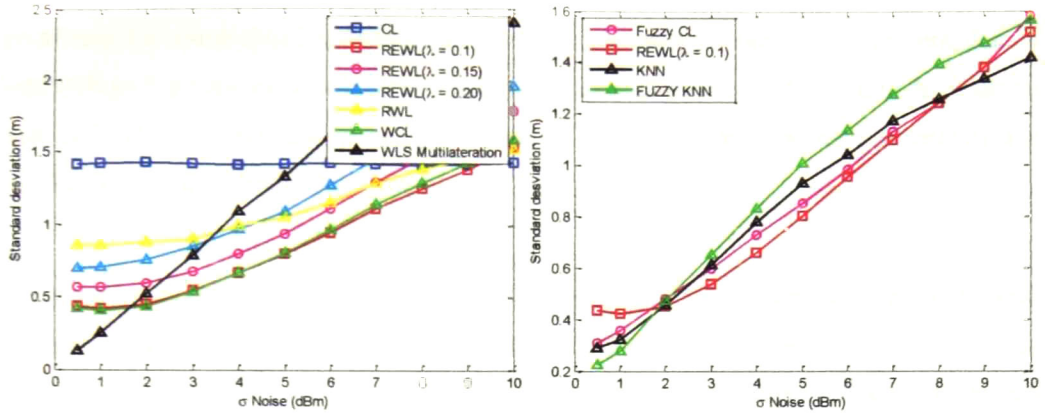 2.5
2
1.5
1
0.5
0
Standard desviation (m)
CL
REWL(λ = 0.1)
REWL(λ = 0.15)
REWL(λ = 0.20)
RWL
WCL
WLS Multilateration
0 1 2 3 4 5 6 7 8 9 10
σ Noise (dBm)
1.6
1.4
1.2
1
0.8
0.6
0.4
0.2
Standard desviation (m)
Fuzzy CL
REWL(λ = 0.1)
KNN
FUZZY KNN
0 1 2 3 4 5 6 7 8 9 10
σ Noise (dBm)